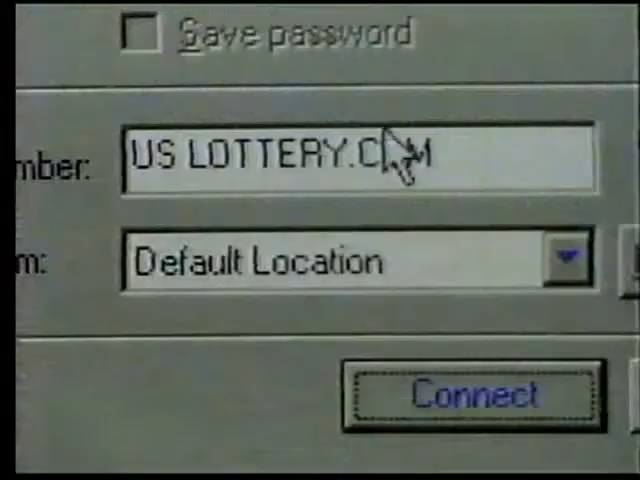 Save password
mber: US LOTTERY.COM
m: Default Location
Connect